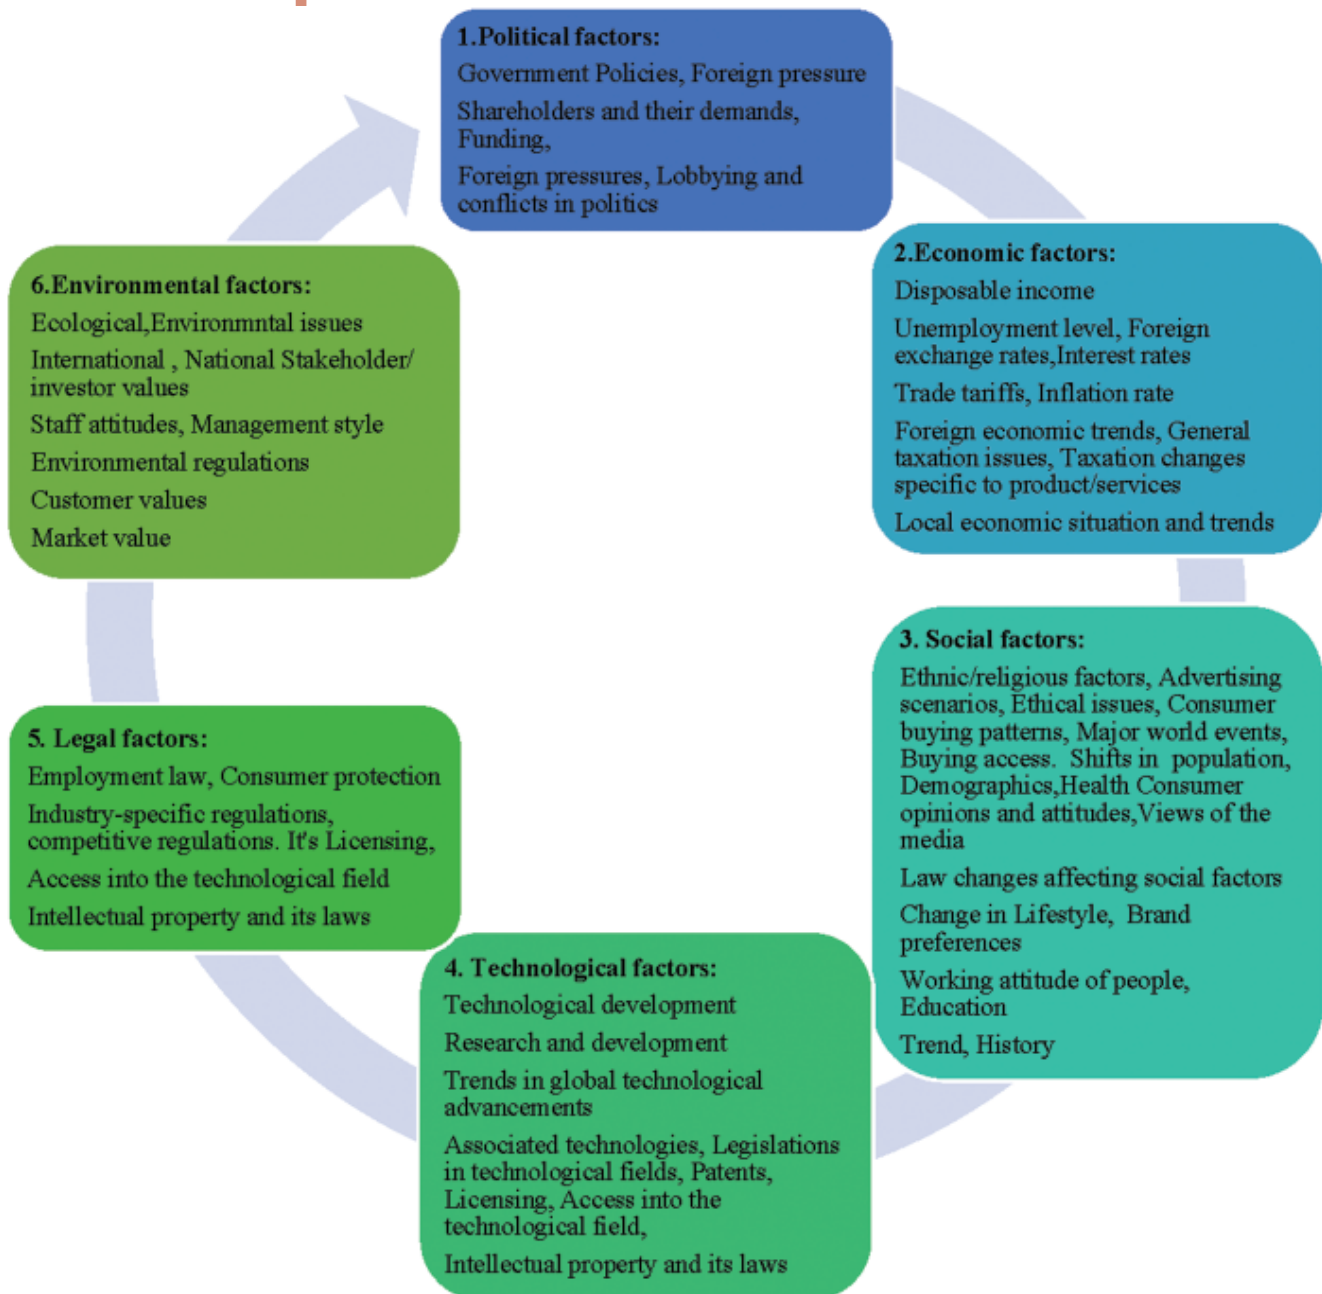 1.Political factors:
Government Policies, Foreign pressure
Shareholders and their demands,
Funding,
Foreign pressures, Lobbying and
conflicts in politics
2.Economic factors:
Disposable income
Unemployment level, Foreign
exchange rates,Interest rates
Trade tariffs, Inflation rate
Foreign economic trends, General
taxation issues, Taxation changes
specific to product/services
Local economic situation and trends
3. Social factors:
Ethnic/religious factors, Advertising
scenarios, Ethical issues, Consumer
buying patterns, Major world events,
Buying access. Shifts in population,
Demographics,Health Consumer
opinions and attitudes,Views of the
media
Law changes affecting social factors
Change in Lifestyle, Brand
preferences
Working attitude of people,
Education
Trend, History
4. Technological factors:
Technological development
Research and development
Trends in global technological
advancements
Associated technologies, Legislations
in technological fields, Patents,
Licensing, Access into the
technological field,
Intellectual property and its laws
5. Legal factors:
Employment law, Consumer protection
Industry-specific regulations,
competitive regulations. It's Licensing,
Access into the technological field
Intellectual property and its laws
6.Environmental factors:
Ecological,Environmntal issues
International , National Stakeholder/
investor values
Staff attitudes, Management style
Environmental regulations
Customer values
Market value